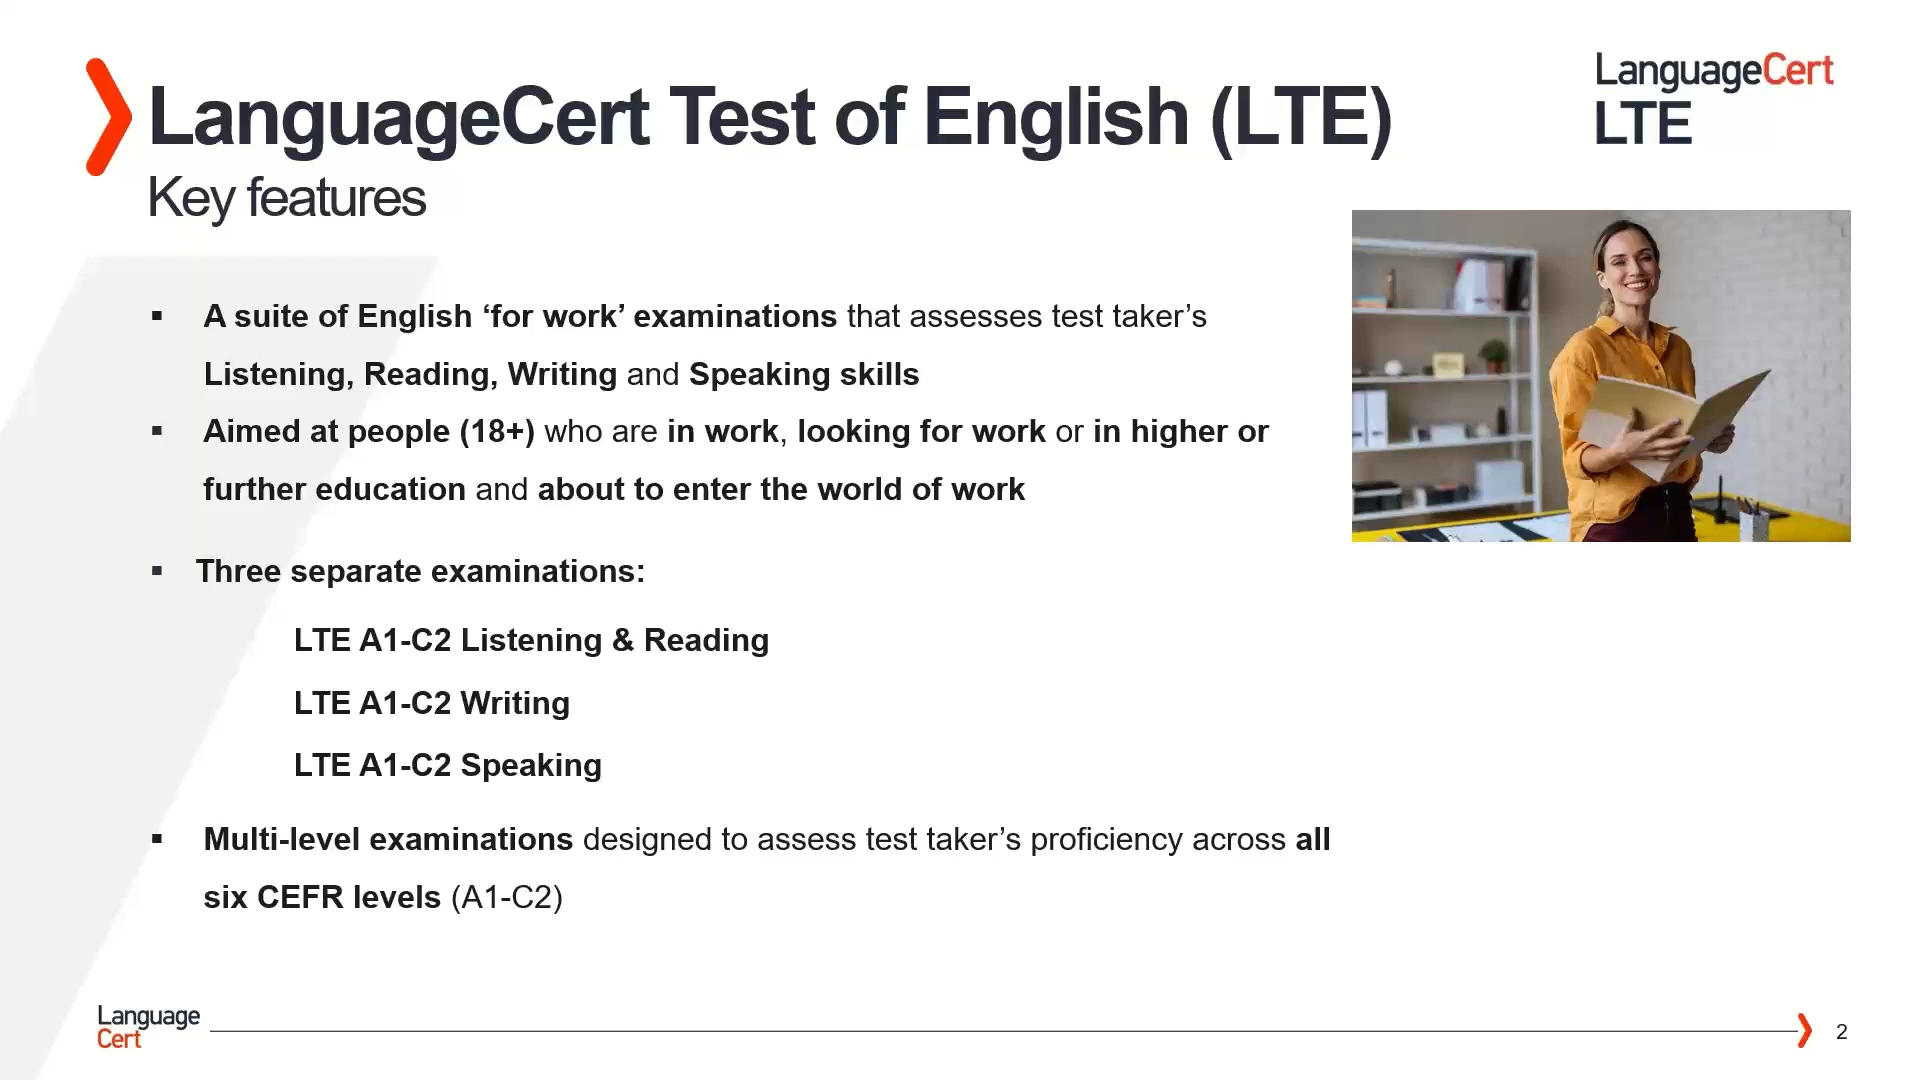 LanguageCert Test of English (LTE)
LanguageCert
LTE
Key features
▪ A suite of English ‘for work’ examinations that assesses test taker’s
Listening, Reading, Writing and Speaking skills
▪ Aimed at people (18+) who are in work, looking for work or in higher or
further education and about to enter the world of work
▪ Three separate examinations:
LTE A1-C2 Listening & Reading
LTE A1-C2 Writing
LTE A1-C2 Speaking
▪ Multi-level examinations designed to assess test taker’s proficiency across all
six CEFR levels (A1-C2)
Language
Cert
2